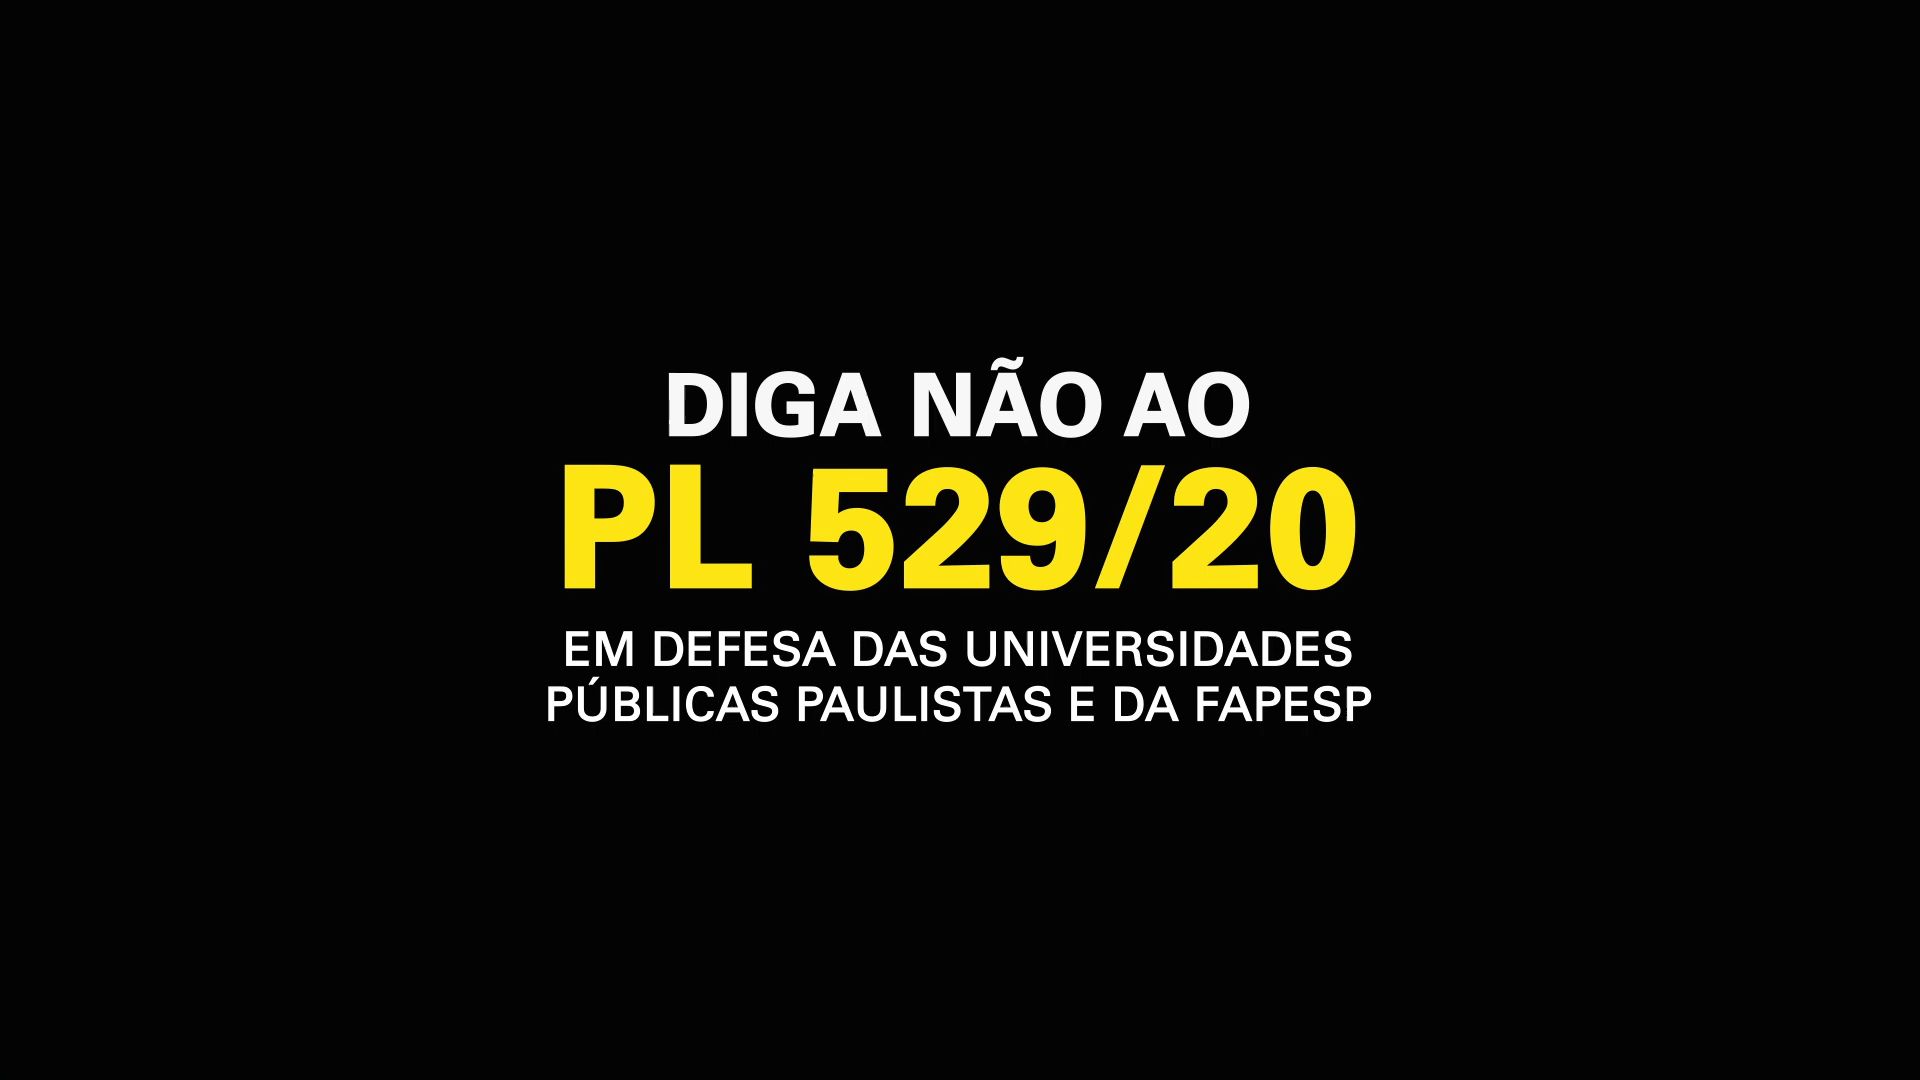 DIGA NÃO AO
PL 529/20
EM DEFESA DAS UNIVERSIDADES
PÚBLICAS PAULISTAS E DA FAPESP